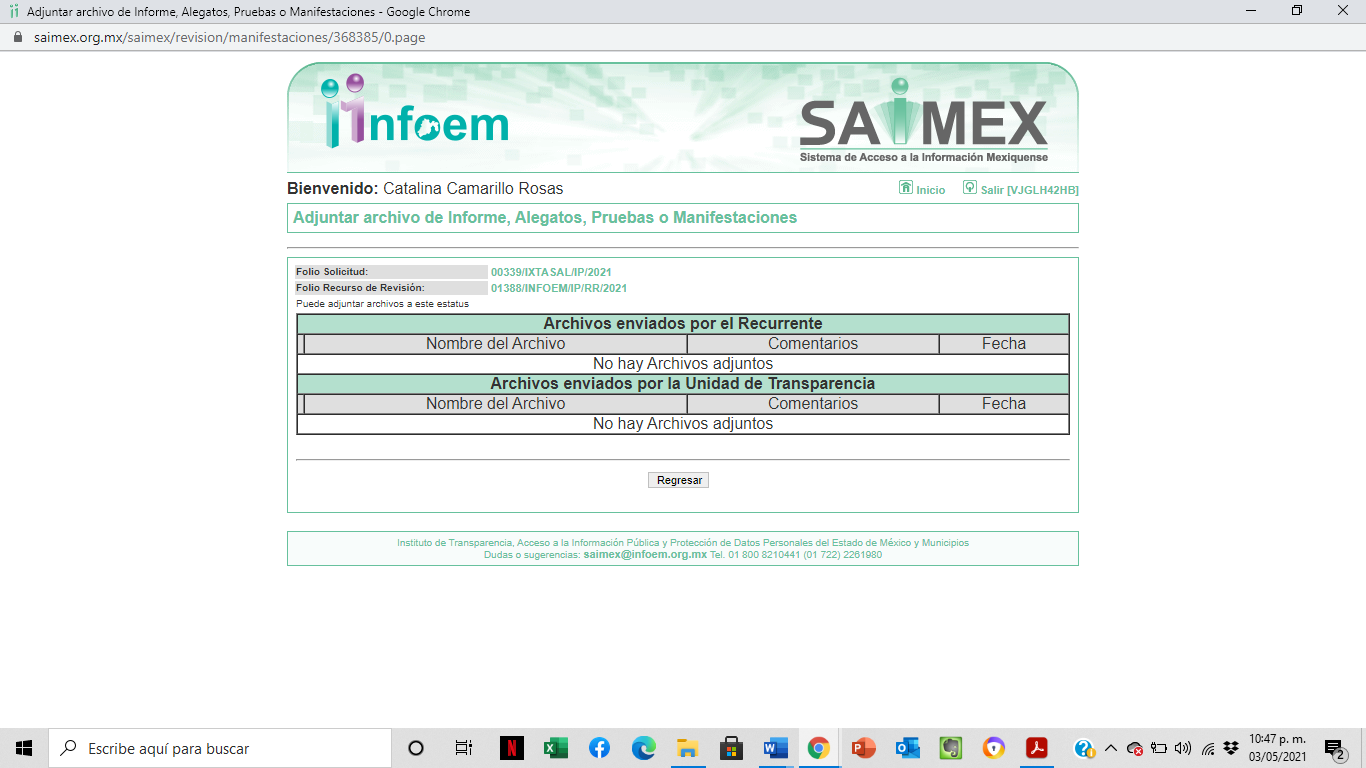 Adjuntar archivo de Informe, Alegatos, Pruebas o Manifestaciones - Google Chrome
saimex.org.mx/saimex/revision/manifestaciones/368385/0.page
infoem
SAIMEX
Sistema de Acceso a la Información Mexiquense
Bienvenido: Catalina Camarillo Rosas
Inicio Salir [VJGLH42HB]
Adjuntar archivo de Informe, Alegatos, Pruebas o Manifestaciones
Folio Solicitud: 00339/IXTASAL/IP/2021
Folio Recurso de Revisión: 01388/INFOEM/IP/RR/2021
Puede adjuntar archivos a este estatus
Archivos enviados por el Recurrente
Nombre del Archivo Comentarios Fecha
No hay Archivos adjuntos
Archivos enviados por la Unidad de Transparencia
Nombre del Archivo Comentarios Fecha
No hay Archivos adjuntos
Regresar
Instituto de Transparencia, Acceso a la Información Pública y Protección de Datos Personales del Estado de México y Municipios
Dudas o sugerencias: saimex@infoem.org.mx Tel. 01 800 8210441 (01 722) 2261980
Escribe aquí para buscar
10:47 p. m.
03/05/2021
2